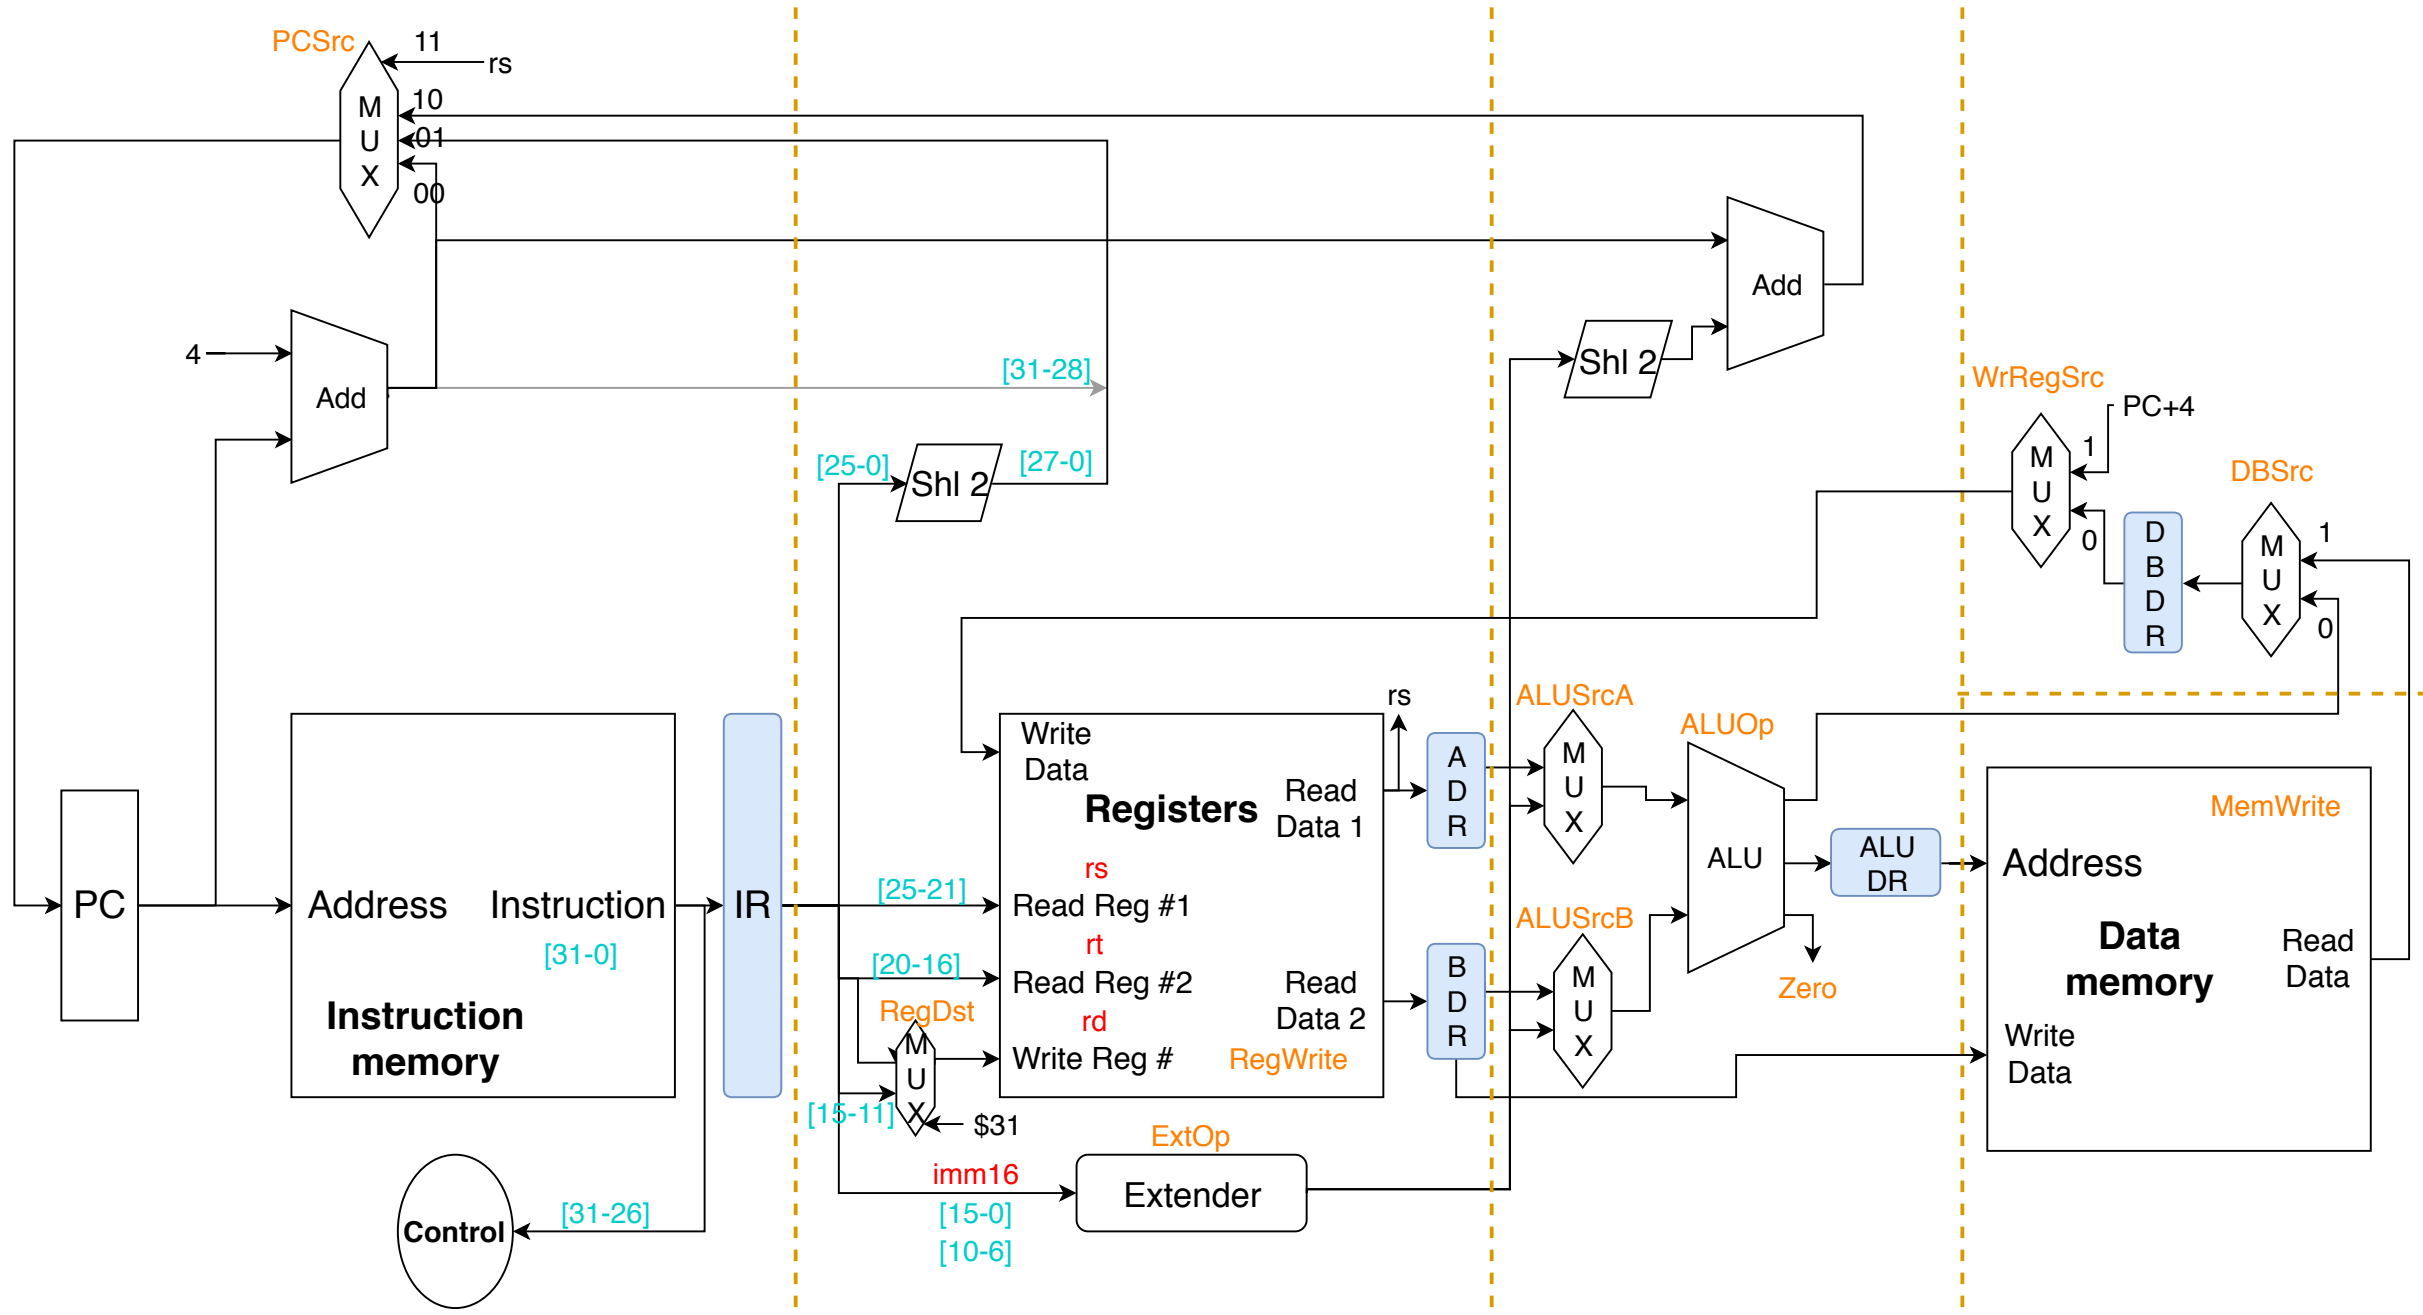 PCSrc
11
rs
10
01
00
M
U
X
4
Add
[31-28]
[25-0]
Shl 2
[27-0]
Add
Shl 2
WrRegSrc
PC+4
1
M
U
X
0
DBSrc
D
B
D
R
M
U
X
1
0
PC
Address
Instruction
[31-0]
Instruction
memory
IR
Control
[31-26]
Write
Data
Registers
Read
Data 1
rs
[25-21]
Read Reg #1
rt
[20-16]
Read Reg #2
Read
Data 2
rd
RegDst
M
U
X
Write Reg #
RegWrite
[15-11]
$31
ExtOp
imm16
Extender
[15-0]
[10-6]
rs
A
D
R
B
D
R
ALUSrcA
M
U
X
ALUSrcB
M
U
X
ALUOp
ALU
Zero
ALU
DR
MemWrite
Address
Data
memory
Read
Data
Write
Data